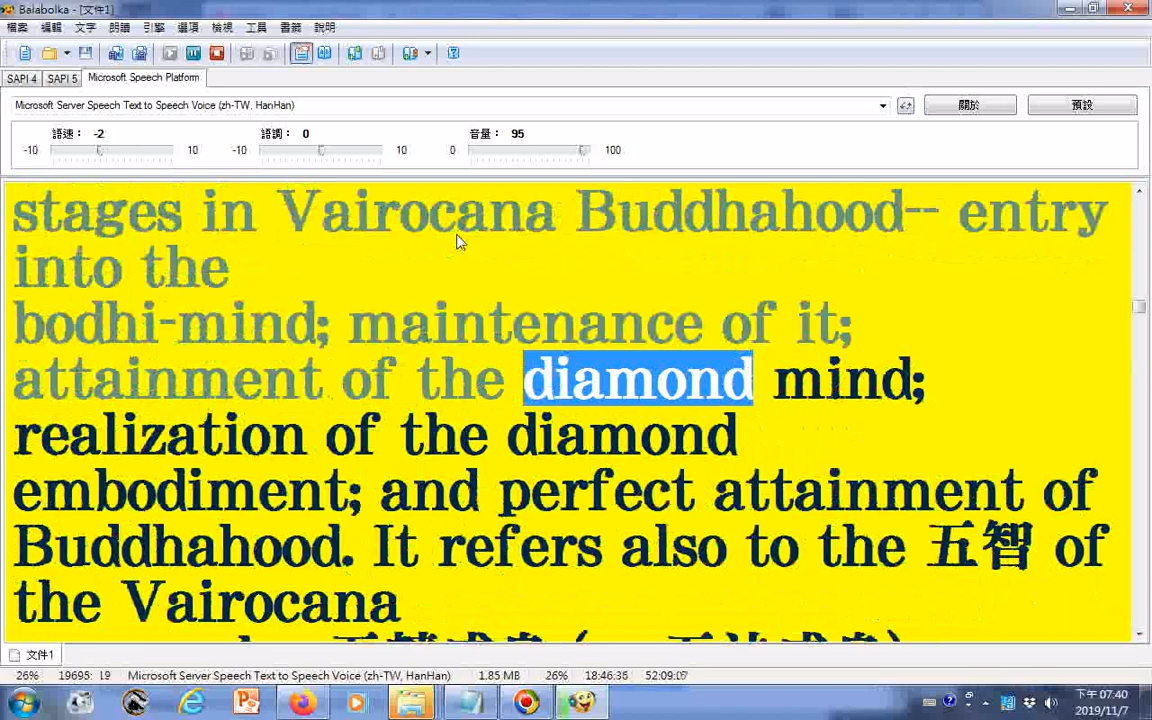 Balabolka - [文件1]
檔案 編輯 文字 朗讀 引擎 選項 檢視 工具 書籤 說明
SAPI 4 SAPI 5 Microsoft Speech Platform
Microsoft Server Speech Text to Speech Voice (zh-TW, HanHan) 關於 預設
語速： -2 語調： 0 音量： 95
-10 10 -10 10 0 100
stages in Vairocana Buddhahood-- entry
into the
bodhi-mind; maintenance of it;
attainment of the diamond mind;
realization of the diamond
embodiment; and perfect attainment of
Buddhahood. It refers also to the 五智 of
the Vairocana
文件1
26% 19695: 19 Microsoft Server Speech Text to Speech Voice (zh-TW, HanHan) 1.85 MB 26% 18:46:36 52:09:07
下午 07:40
2019/11/7